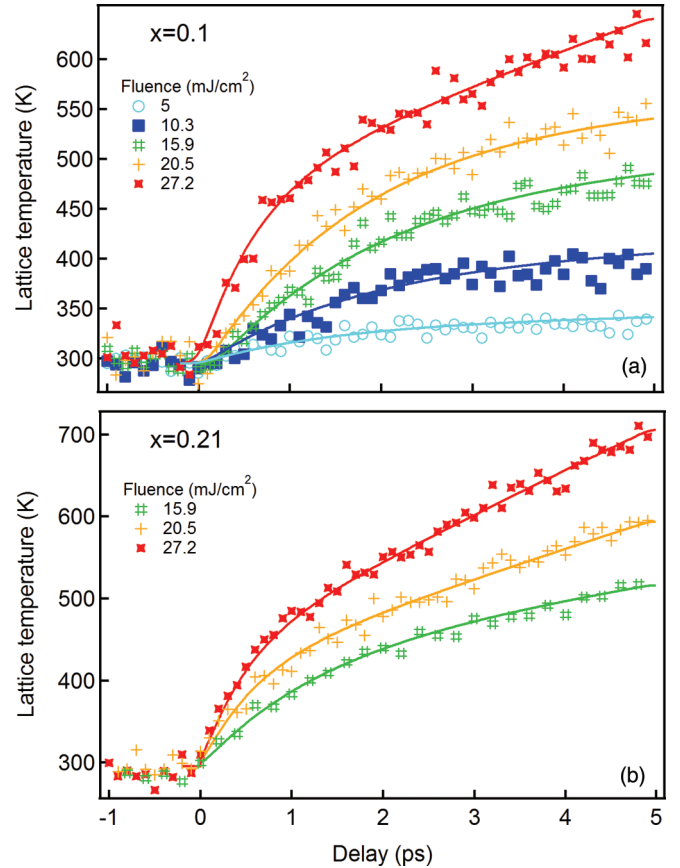 x=0.1
Fluence (mJ/cm²)
5
10.3
15.9
20.5
27.2
Lattice temperature (K)
600
550
500
450
400
350
300
(a)
x=0.21
Fluence (mJ/cm²)
15.9
20.5
27.2
Lattice temperature (K)
700
600
500
400
300
(b)
-1 0 1 2 3 4 5
Delay (ps)